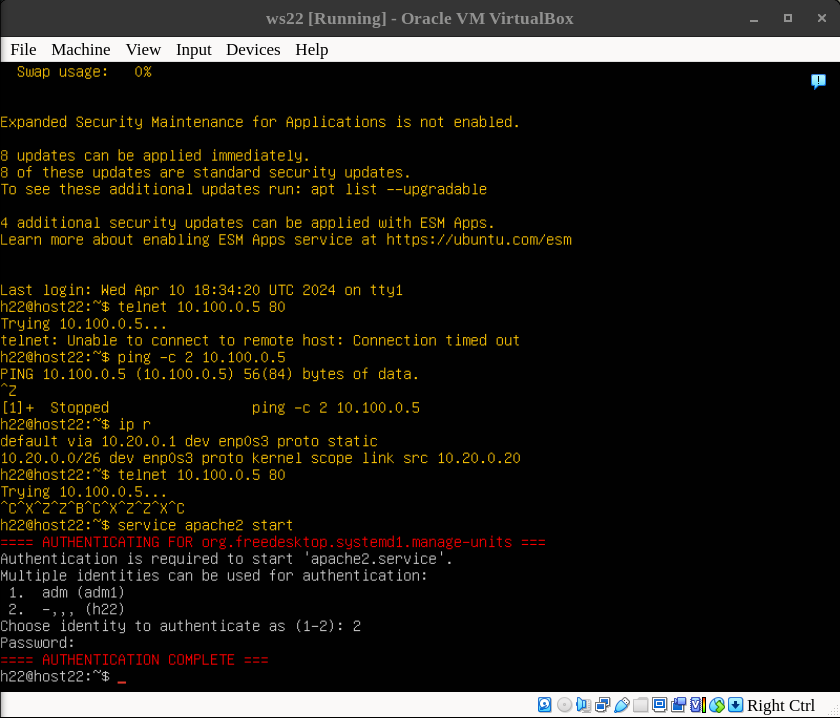 ws22 [Running] - Oracle VM VirtualBox
File Machine View Input Devices Help
Swap usage: 0%
Expanded Security Maintenance for Applications is not enabled.
8 updates can be applied immediately.
8 of these updates are standard security updates.
To see these additional updates run: apt list --upgradable
4 additional security updates can be applied with ESM Apps.
Learn more about enabling ESM Apps service at https://ubuntu.com/esm
Last login: Wed Apr 10 18:34:20 UTC 2024 on tty1
h22@host22:~$ telnet 10.100.0.5 80
Trying 10.100.0.5...
telnet: Unable to connect to remote host: Connection timed out
h22@host22:~$ ping -c 2 10.100.0.5
PING 10.100.0.5 (10.100.0.5) 56(84) bytes of data.
^Z
[1]+  Stopped                 ping -c 2 10.100.0.5
h22@host22:~$ ip r
default via 10.20.0.1 dev enp0s3 proto static
10.20.0.0/26 dev enp0s3 proto kernel scope link src 10.20.0.20
h22@host22:~$ telnet 10.100.0.5 80
Trying 10.100.0.5...
^C^X^Z^Z^B^C^X^Z^Z^X^C
h22@host22:~$ service apache2 start
==== AUTHENTICATING FOR org.freedesktop.systemd1.manage-units ===
Authentication is required to start 'apache2.service'.
Multiple identities can be used for authentication:
1.  adm (adm1)
2.  -,,, (h22)
Choose identity to authenticate as (1-2): 2
Password:
==== AUTHENTICATION COMPLETE ===
h22@host22:~$ _
Right Ctrl